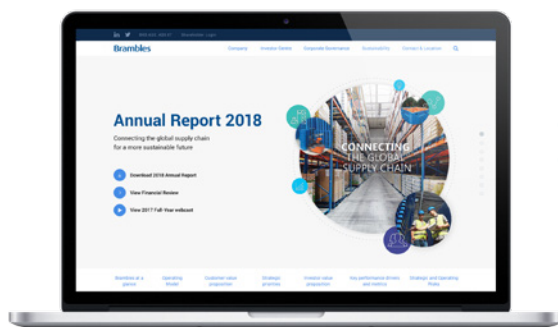 Brambles
Company
Investor Centre
Corporate Governance
Sustainability
Contact & Location
Annual Report 2018
Connecting the global supply chain
for a more sustainable future
Download 2018 Annual Report
View Financial Review
View 2017 Full-Year webcast
CONNECTING
THE GLOBAL
SUPPLY CHAIN
Brambles at a
glance
Operating
Model
Customer value
proposition
Strategic
priorities
Investor value
proposition
Key performance drivers
and metrics
Strategic and Operating
Risks